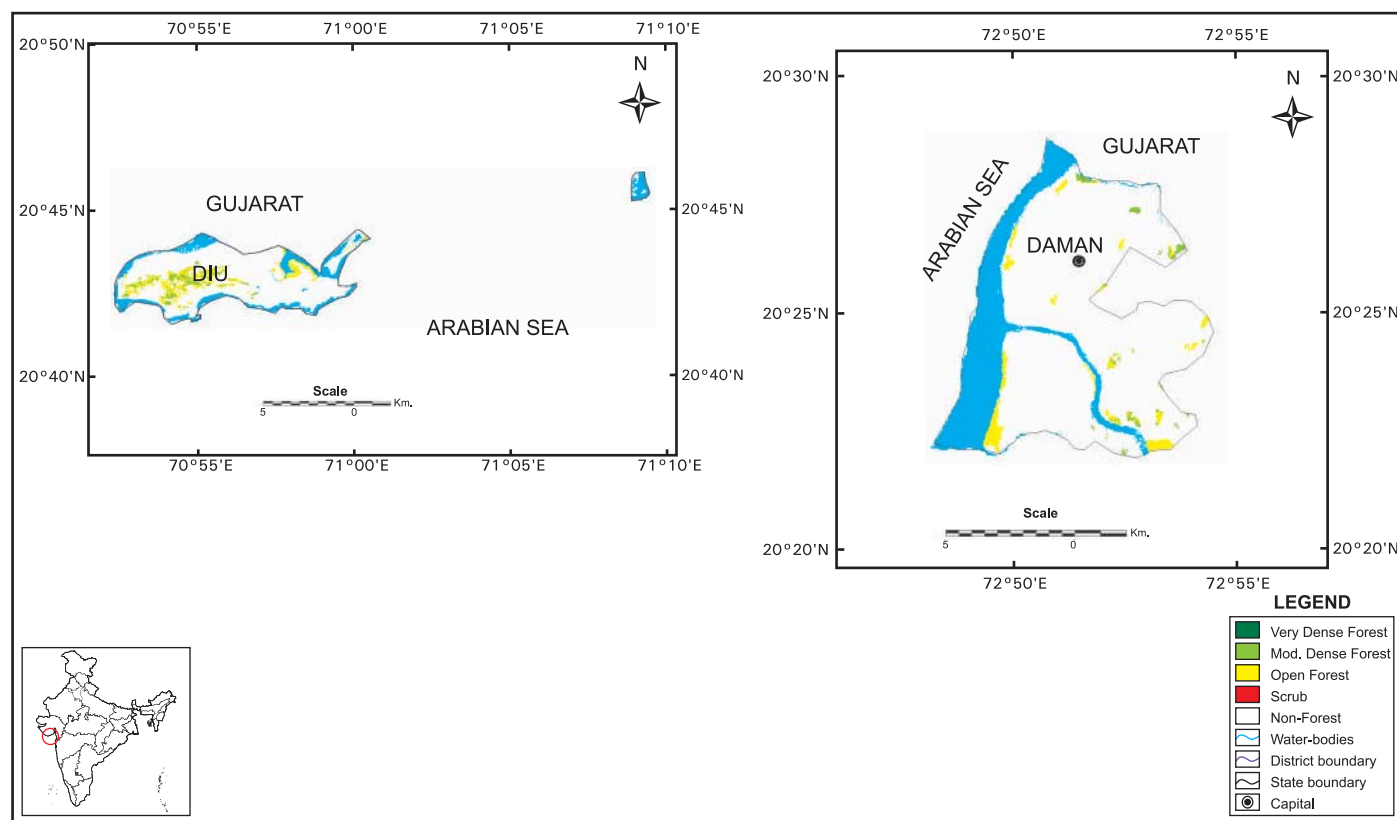 70°55'E 71°00'E 71°05'E 71°10'E
20°50'N
N
GUJARAT
20°45'N 20°45'N
DIU
ARABIAN SEA
20°40'N 20°40'N
Scale
5 0 Km.
70°55'E 71°00'E 71°05'E 71°10'E
72°50'E 72°55'E
20°30'N 20°30'N
N
GUJARAT
ARABIAN SEA
DAMAN
20°25'N 20°25'N
Scale
5 0 Km.
20°20'N 20°20'N
72°50'E 72°55'E
LEGEND
Very Dense Forest
Mod. Dense Forest
Open Forest
Scrub
Non-Forest
Water-bodies
District boundary
State boundary
Capital